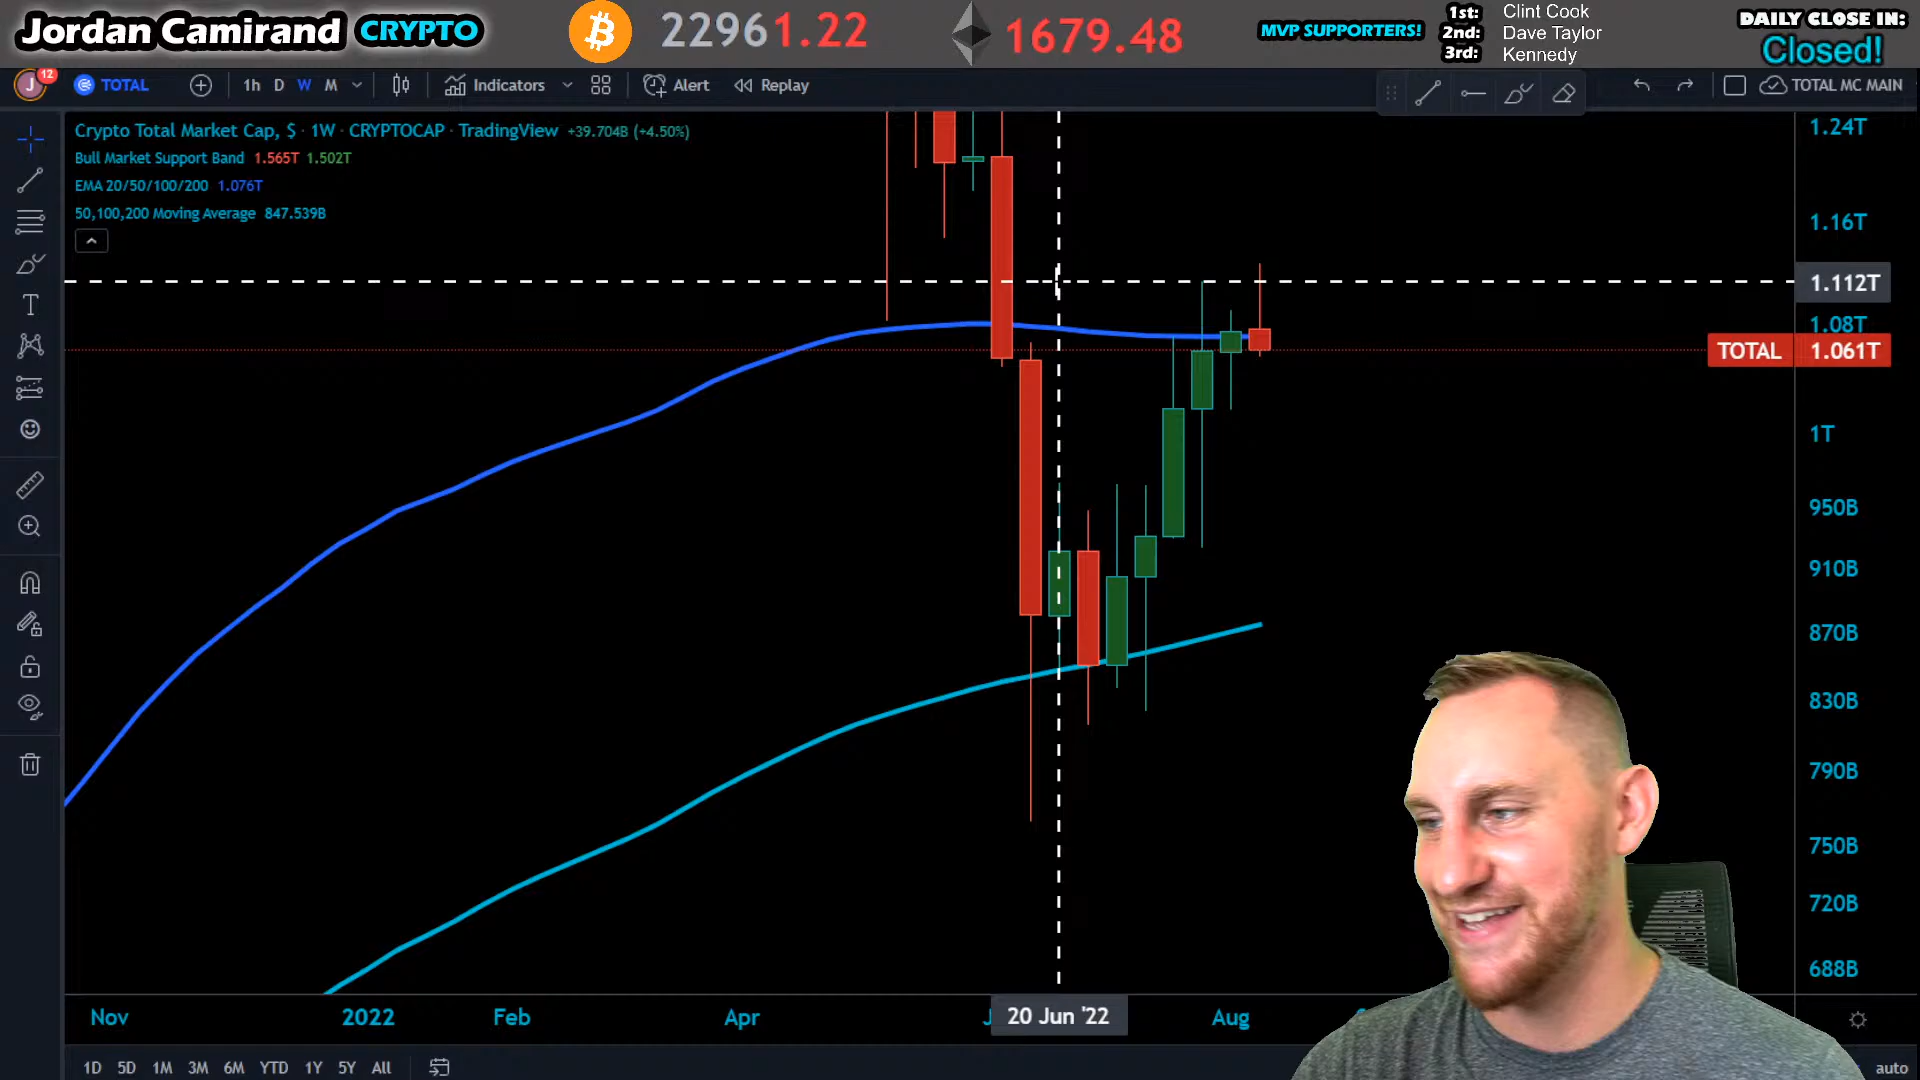 Jordan Camirand CRYPTO
22961.22
1679.48
MVP SUPPORTERS!
1st: Clint Cook
2nd: Dave Taylor
3rd: Kennedy
DAILY CLOSE IN:
Closed!
J 12 TOTAL 1h D W M Indicators Alert Replay TOTAL MC MAIN
Crypto Total Market Cap, $ · 1W · CRYPTOCAP · TradingView +39.704B (+4.50%)
Bull Market Support Band 1.565T 1.502T
EMA 20/50/100/200 1.076T
50,100,200 Moving Average 847.539B
1.24T
1.16T
1.112T
1.08T
TOTAL 1.061T
1T
950B
910B
870B
830B
790B
750B
720B
688B
Nov 2022 Feb Apr 20 Jun '22 Aug
1D 5D 1M 3M 6M YTD 1Y 5Y All auto